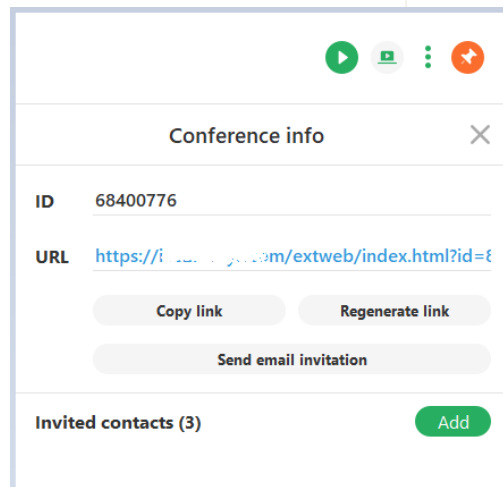 Conference info
ID 68400776
URL https:// m/extweb/index.html?id=
Copy link Regenerate link
Send email invitation
Invited contacts (3) Add